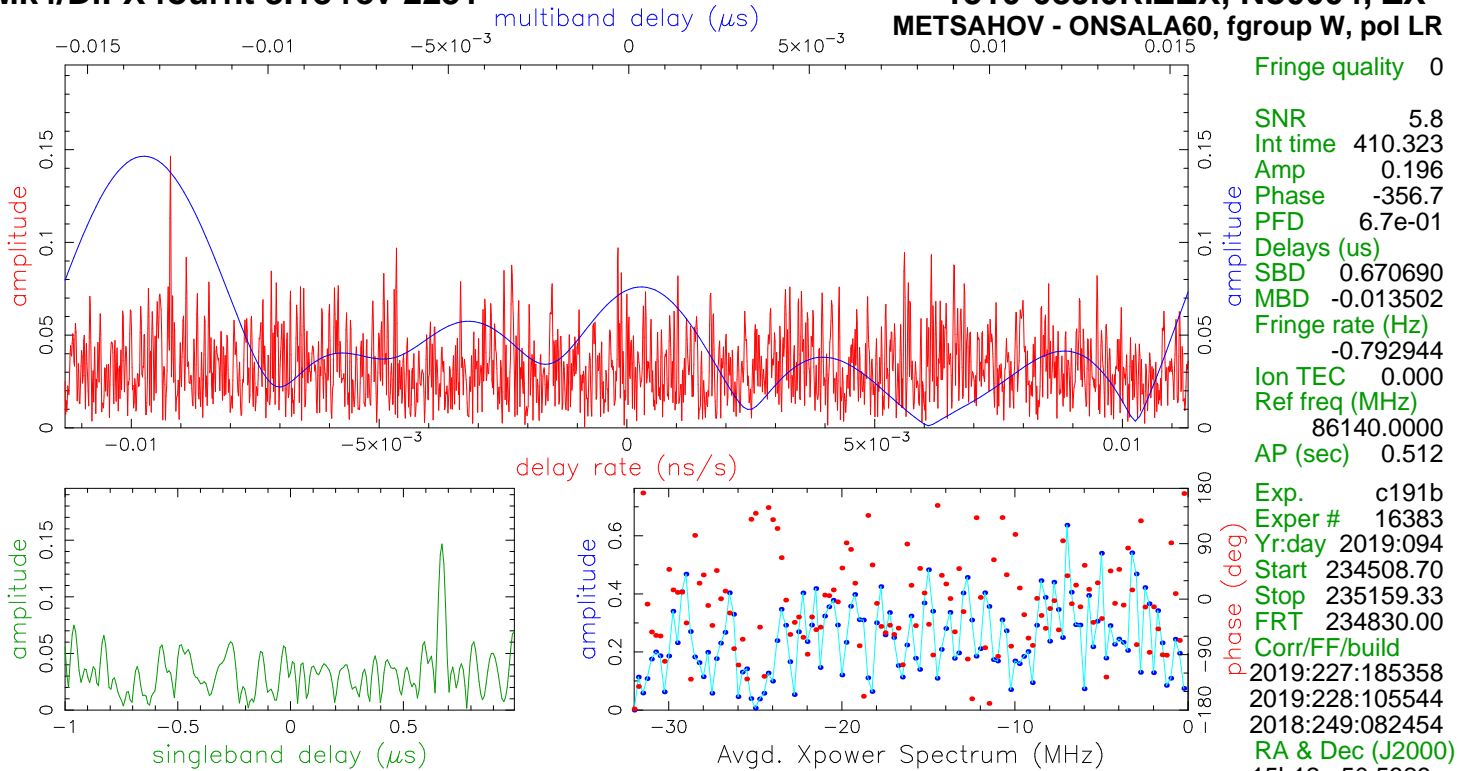 METSAHOV - ONSALA60, fgroup W, pol LR
multiband delay (μs)
−0.015 −0.01 −5×10⁻³ 0 5×10⁻³ 0.01 0.015
amplitude
0 0.05 0.1 0.15
amplitude
0 0.05 0.1 0.15
−0.01 −5×10⁻³ 0 5×10⁻³ 0.01
delay rate (ns/s)
Fringe quality 0
SNR 5.8
Int time 410.323
Amp 0.196
Phase -356.7
PFD 6.7e-01
Delays (us)
SBD 0.670690
MBD -0.013502
Fringe rate (Hz)
-0.792944
Ion TEC 0.000
Ref freq (MHz)
86140.0000
AP (sec) 0.512
Exp. c191b
Exper # 16383
Yr:day 2019:094
Start 234508.70
Stop 235159.33
FRT 234830.00
Corr/FF/build
2019:227:185358
2019:228:105544
2018:249:082454
RA & Dec (J2000)
amplitude
0 0.05 0.1 0.15
−1 −0.5 0 0.5
singleband delay (μs)
amplitude
0 0.2 0.4 0.6
phase (deg)
−180 −90 0 90 180
−30 −20 −10 0
Avgd. Xpower Spectrum (MHz)